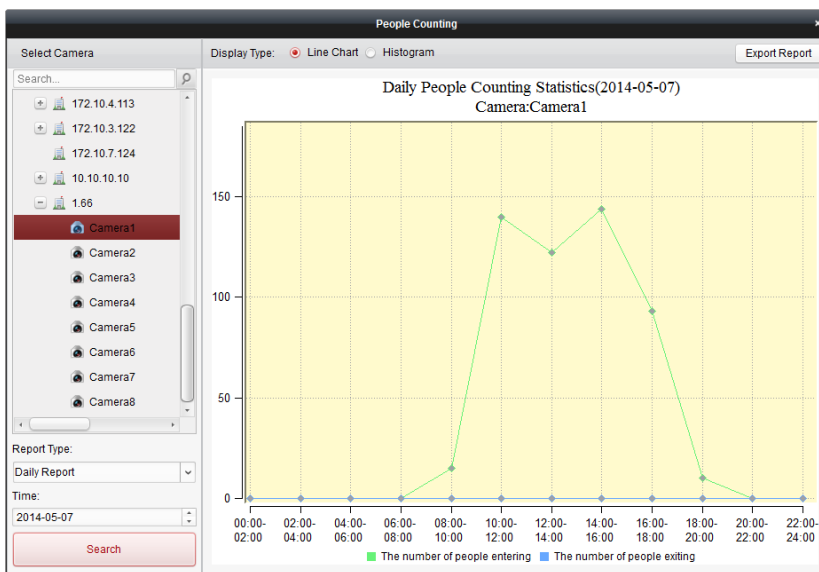 People Counting
Select Camera
Display Type: Line Chart Histogram Export Report
Search...
172.10.4.113
172.10.3.122
172.10.7.124
10.10.10.10
1.66
Camera1
Camera2
Camera3
Camera4
Camera5
Camera6
Camera7
Camera8
Report Type:
Daily Report
Time:
2014-05-07
Search
Daily People Counting Statistics(2014-05-07)
Camera:Camera1
150
100
50
0
00:00-02:00
02:00-04:00
04:00-06:00
06:00-08:00
08:00-10:00
10:00-12:00
12:00-14:00
14:00-16:00
16:00-18:00
18:00-20:00
20:00-22:00
22:00-24:00
The number of people entering The number of people exiting